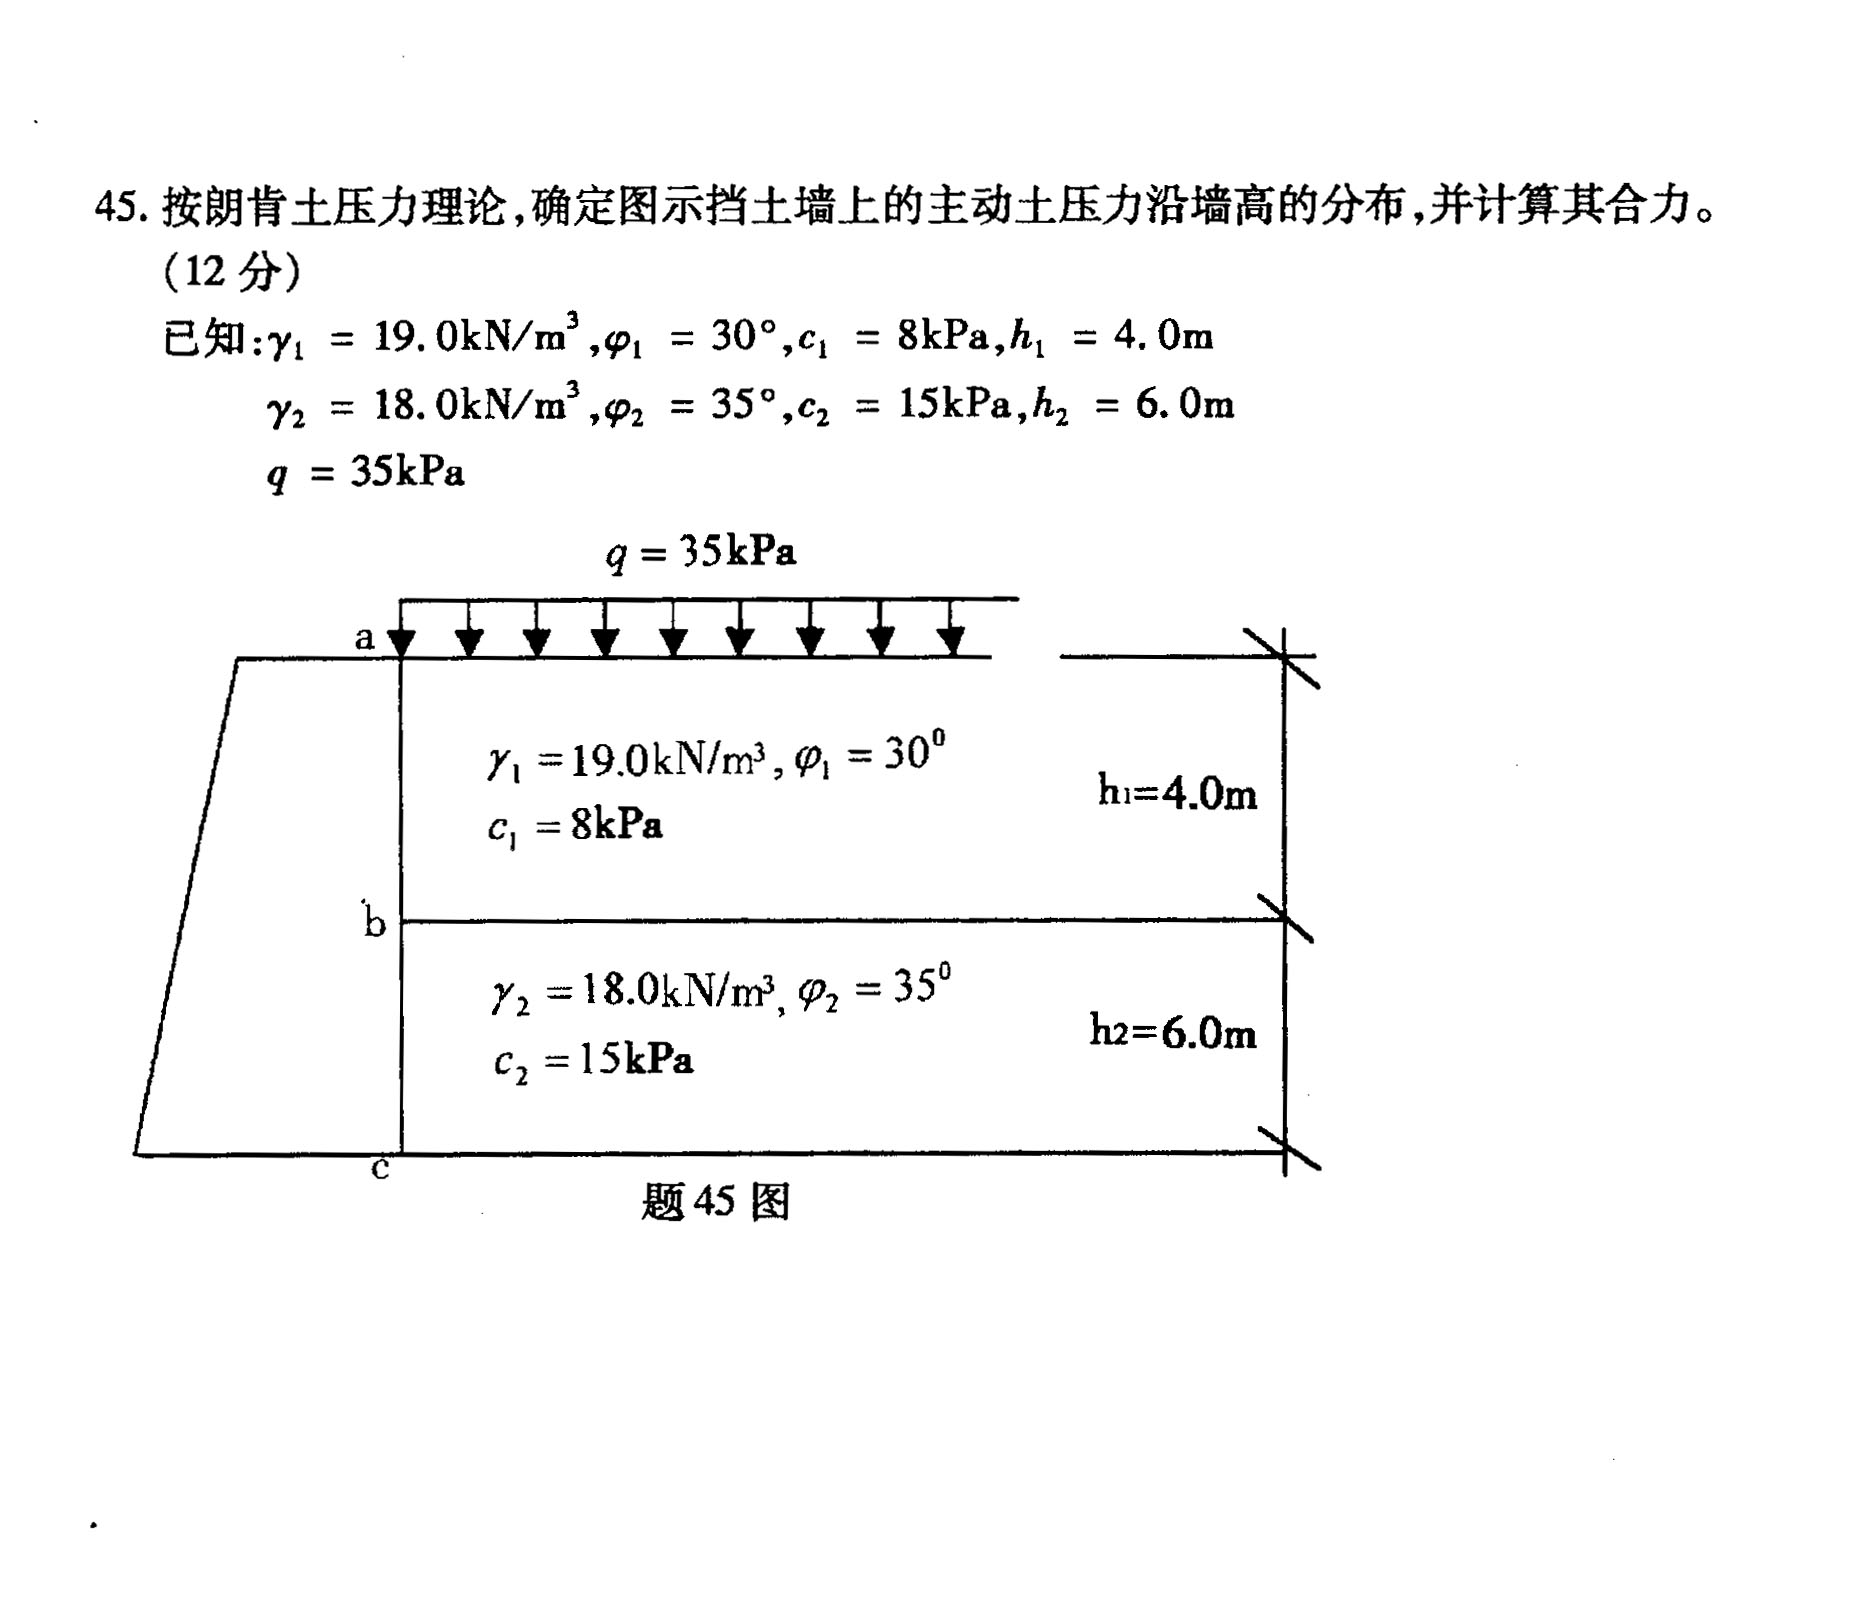 45. 按朗肯土压力理论,确定图示挡土墙上的主动土压力沿墙高的分布,并计算其合力。
(12 分)
已知:γ₁ = 19.0kN/m³,φ₁ = 30°,c₁ = 8kPa,h₁ = 4.0m
γ₂ = 18.0kN/m³,φ₂ = 35°,c₂ = 15kPa,h₂ = 6.0m
q = 35kPa
q = 35kPa
a
γ₁ =19.0kN/m³, φ₁ = 30⁰
h₁=4.0m
c₁ = 8kPa
b
γ₂ =18.0kN/m³, φ₂ = 35⁰
h2=6.0m
c₂ =15kPa
c
题 45 图